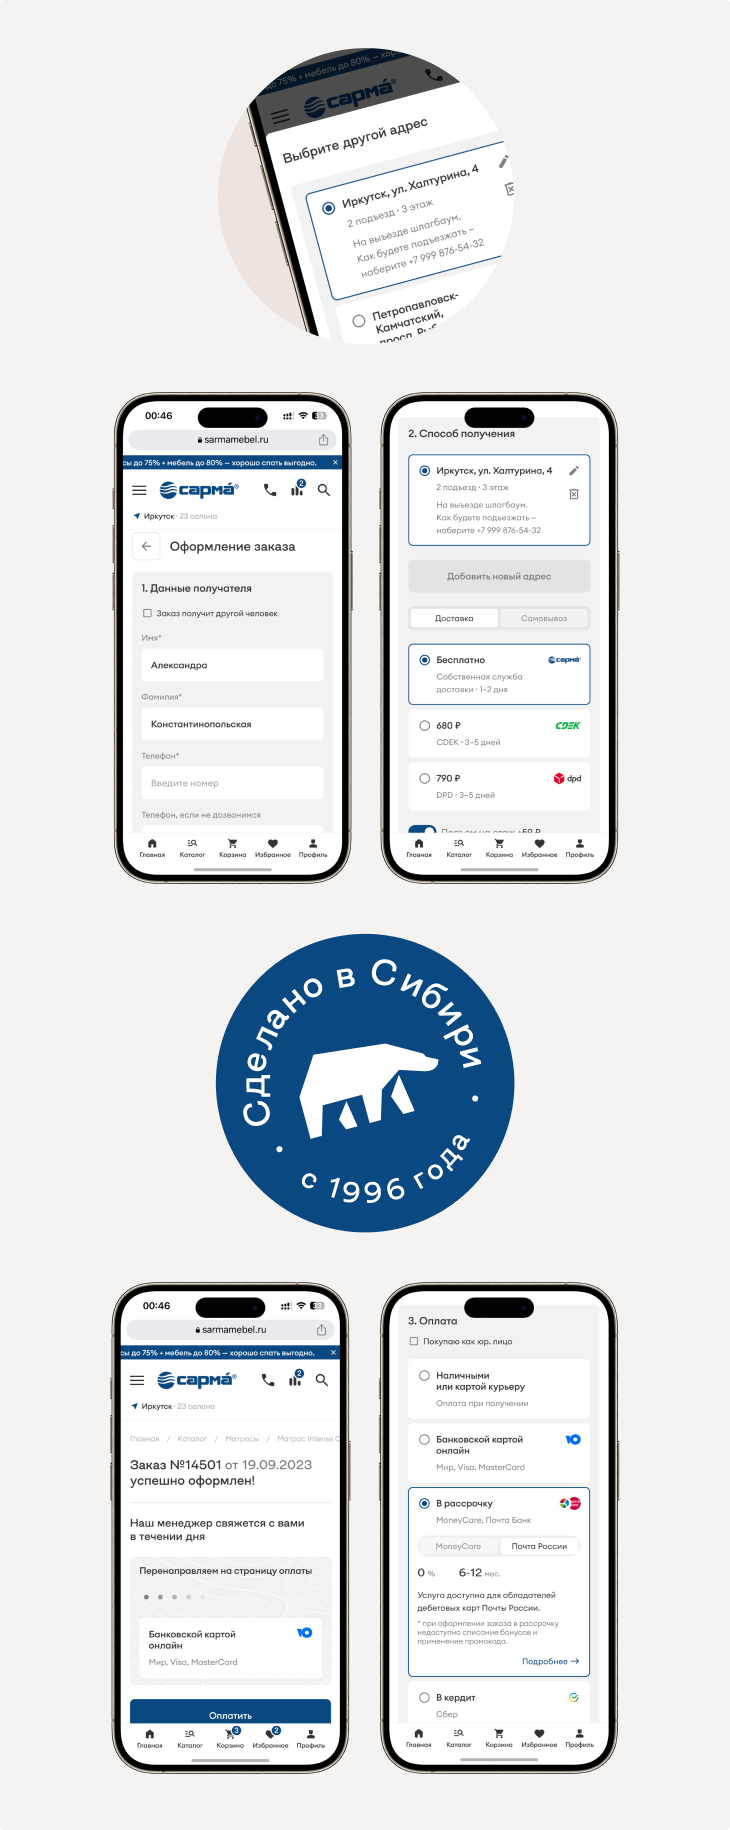 до 75% + мебель до 80% — хоро
сарма®
Выбрите другой адрес
Иркутск, ул. Халтурина, 4
2 подъезд · 3 этаж
На выъезде шлагбаум.
Как будете подъезжать –
наберите +7 999 876-54-32
Петропавловск-
Камчатский,
00:46
sarmamebel.ru
сы до 75% + мебель до 80% — хорошо спать выгодно.
сарма®
2
Иркутск · 23 салона
Оформление заказа
1. Данные получателя
Заказ получит другой человек
Имя*
Александра
Фамилия*
Константинопольская
Телефон*
Введите номер
Телефон, если не дозвонимся
Главная
Каталог
Корзина
Избранное
Профиль
2. Способ получения
Иркутск, ул. Халтурина, 4
2 подъезд · 3 этаж
На выъезде шлагбаум.
Как будете подъезжать –
наберите +7 999 876-54-32
Добавить новый адрес
Доставка
Самовывоз
Бесплатно
сарма®
Собственная служба
доставки · 1–2 дня
680 ₽
CDEK
CDEK · 3–5 дней
790 ₽
dpd
DPD · 3–5 дней
Подъем на этаж +59 ₽
Главная
Каталог
Корзина
Избранное
Профиль
Сделано в Сибири
с 1996 года
00:46
sarmamebel.ru
сы до 75% + мебель до 80% — хорошо спать выгодно.
сарма®
2
Иркутск · 23 салона
Главная / Каталог / Матрасы / Матрас Intense
Заказ №14501 от 19.09.2023
успешно оформлен!
Наш менеджер свяжется с вами
в течении дня
Перенаправляем на страницу оплаты
Банковской картой
онлайн
Мир, Visa, MasterCard
Оплатить
3
2
Главная
Каталог
Корзина
Избранное
Профиль
3. Оплата
Покупаю как юр. лицо
Наличными
или картой курьеру
Оплата при получении
Банковской картой
онлайн
Мир, Visa, MasterCard
В рассрочку
MoneyCare, Почта Банк
MoneyCare
Почта России
0 %
6-12 мес.
Услуга доступна для обладателей
дебетовых карт Почты России.
* при оформлении заказа в рассрочку
недоступно списание бонусов и
применение промокода.
Подробнее →
В кердит
Сбер
Главная
Каталог
Корзина
Избранное
Профиль